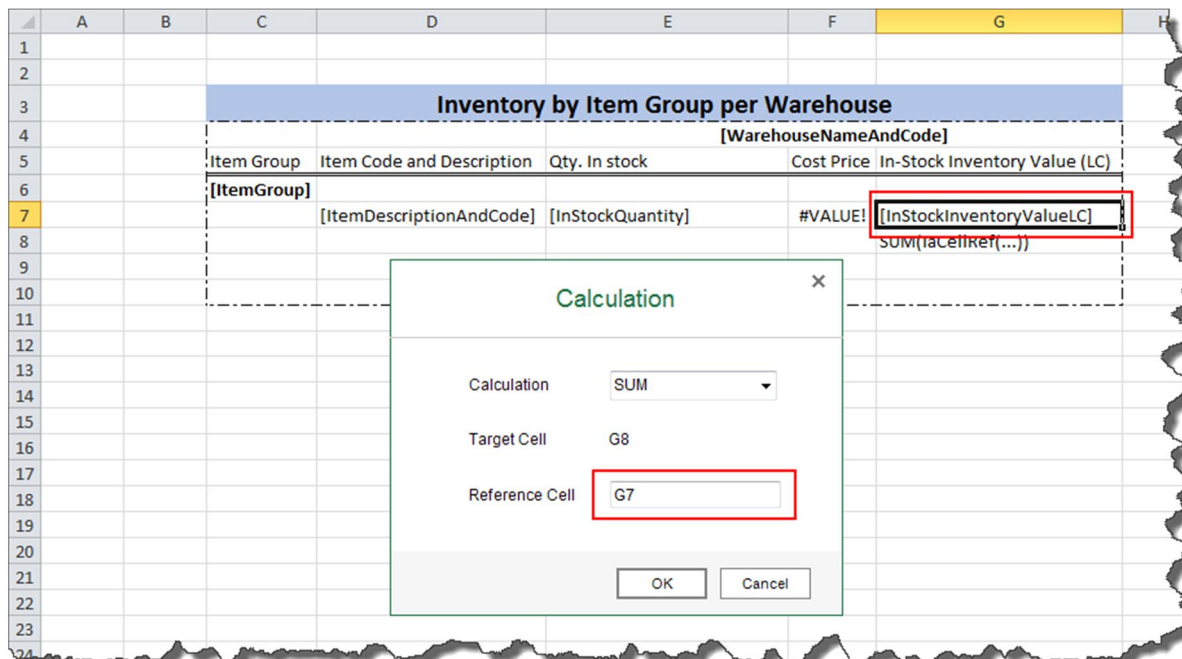 A B C D E F G H
1
2
3 Inventory by Item Group per Warehouse
4 [WarehouseNameAndCode]
5 Item Group Item Code and Description Qty. In stock Cost Price In-Stock Inventory Value (LC)
6 [ItemGroup]
7 [ItemDescriptionAndCode] [InStockQuantity] #VALUE! [InStockInventoryValueLC]
8 SUM(IaCellRef(...))
9
10
11
12
13
14
15
16
17
18
19
20
21
22
23
24
Calculation
Calculation SUM
Target Cell G8
Reference Cell G7
OK Cancel